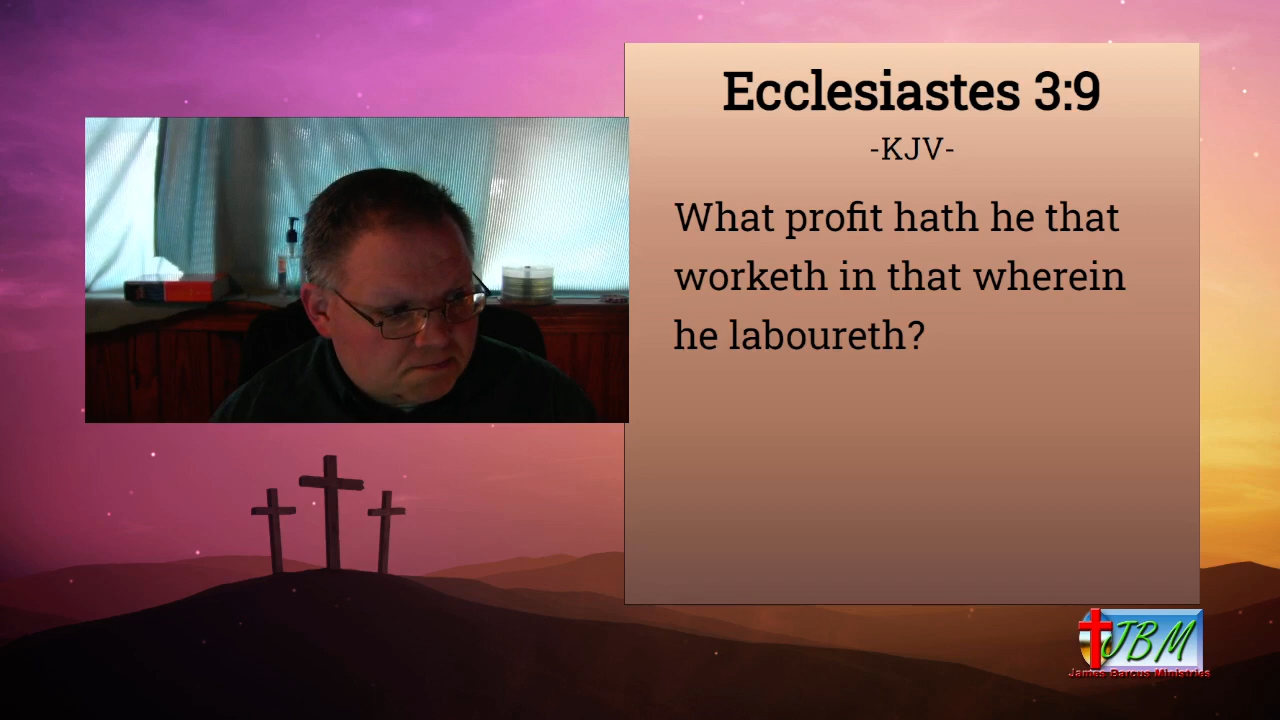 Ecclesiastes 3:9
-KJV-
What profit hath he that
worketh in that wherein
he laboureth?
JBM
James Barcus Ministries